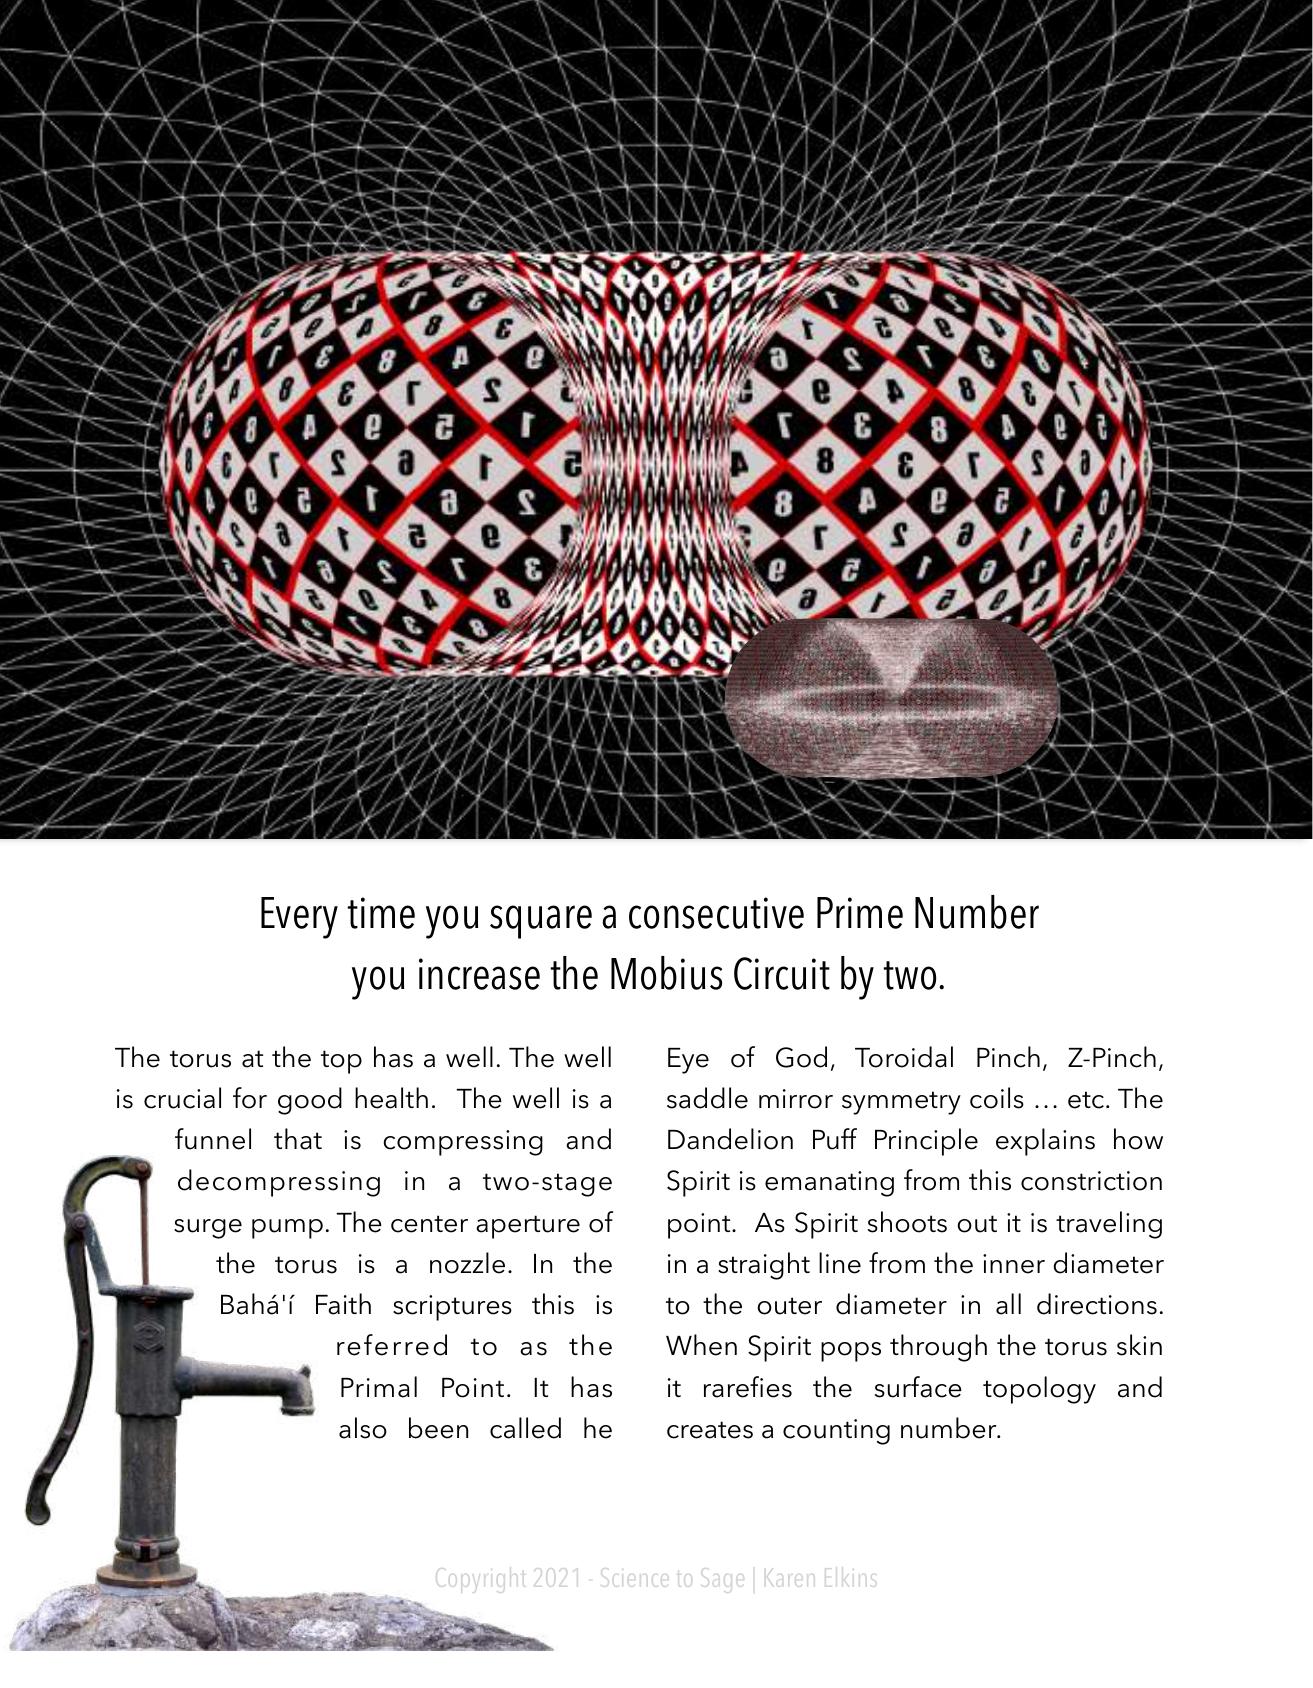 Every time you square a consecutive Prime Number
you increase the Mobius Circuit by two.
The torus at the top has a well. The well
is crucial for good health. The well is a
funnel that is compressing and
decompressing in a two-stage
surge pump. The center aperture of
the torus is a nozzle. In the
Bahá'í Faith scriptures this is
referred to as the
Primal Point. It has
also been called he
Eye of God, Toroidal Pinch, Z-Pinch,
saddle mirror symmetry coils … etc. The
Dandelion Puff Principle explains how
Spirit is emanating from this constriction
point. As Spirit shoots out it is traveling
in a straight line from the inner diameter
to the outer diameter in all directions.
When Spirit pops through the torus skin
it rarefies the surface topology and
creates a counting number.
Copyright 2021 - Science to Sage | Karen Elkins